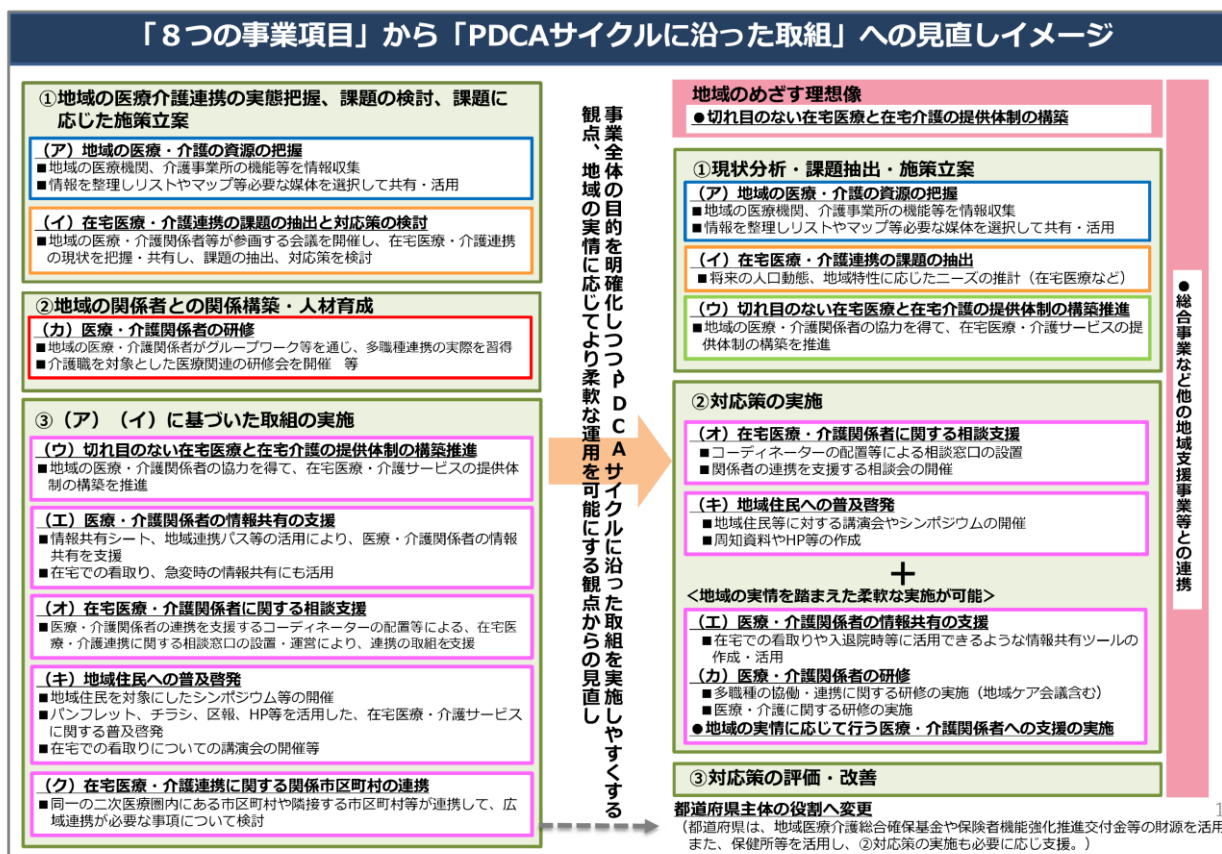 「８つの事業項目」から「PDCAサイクルに沿った取組」への見直しイメージ
①地域の医療介護連携の実態把握、課題の検討、課題に
応じた施策立案
（ア）地域の医療・介護の資源の把握
■地域の医療機関、介護事業所の機能等を情報収集
■情報を整理しリストやマップ等必要な媒体を選択して共有・活用
（イ）在宅医療・介護連携の課題の抽出と対応策の検討
■地域の医療・介護関係者等が参画する会議を開催し、在宅医療・介護連携
の現状を把握・共有し、課題の抽出、対応策を検討
②地域の関係者との関係構築・人材育成
（カ）医療・介護関係者の研修
■地域の医療・介護関係者がグループワーク等を通じ、多職種連携の実際を習得
■介護職を対象とした医療関連の研修会を開催　等
③（ア）（イ）に基づいた取組の実施
（ウ）切れ目のない在宅医療と在宅介護の提供体制の構築推進
■地域の医療・介護関係者の協力を得て、在宅医療・介護サービスの提供体
制の構築を推進
（エ）医療・介護関係者の情報共有の支援
■情報共有シート、地域連携パス等の活用により、医療・介護関係者の情報
共有を支援
■在宅での看取り、急変時の情報共有にも活用
（オ）在宅医療・介護関係者に関する相談支援
■医療・介護関係者の連携を支援するコーディネーターの配置等による、在宅医
療・介護連携に関する相談窓口の設置・運営により、連携の取組を支援
（キ）地域住民への普及啓発
■地域住民を対象にしたシンポジウム等の開催
■パンフレット、チラシ、区報、HP等を活用した、在宅医療・介護サービス
に関する普及啓発
■在宅での看取りについての講演会の開催等
（ク）在宅医療・介護連携に関する関係市区町村の連携
■同一の二次医療圏内にある市区町村や隣接する市区町村等が連携して、広
域連携が必要な事項について検討
事業全体の目的を明確化しつつ、PDCAサイクルに沿った取組を実施しやすくする
観点、地域の実情に応じてより柔軟な運用を可能にする観点からの見直し
地域のめざす理想像
●切れ目のない在宅医療と在宅介護の提供体制の構築
①現状分析・課題抽出・施策立案
（ア）地域の医療・介護の資源の把握
■地域の医療機関、介護事業所の機能等を情報収集
■情報を整理しリストやマップ等必要な媒体を選択して共有・活用
（イ）在宅医療・介護連携の課題の抽出
■将来の人口動態、地域特性に応じたニーズの推計（在宅医療など）
（ウ）切れ目のない在宅医療と在宅介護の提供体制の構築推進
■地域の医療・介護関係者の協力を得て、在宅医療・介護サービスの提
供体制の構築を推進
②対応策の実施
（オ）在宅医療・介護関係者に関する相談支援
■コーディネーターの配置等による相談窓口の設置
■関係者の連携を支援する相談会の開催
（キ）地域住民への普及啓発
■地域住民等に対する講演会やシンポジウムの開催
■周知資料やHP等の作成
＋
＜地域の実情を踏まえた柔軟な実施が可能＞
（エ）医療・介護関係者の情報共有の支援
■在宅での看取りや入退院時等に活用できるような情報共有ツールの
作成・活用
（カ）医療・介護関係者の研修
■多職種の協働・連携に関する研修の実施（地域ケア会議含む）
■医療・介護に関する研修の実施
●地域の実情に応じて行う医療・介護関係者への支援の実施
③対応策の評価・改善
●総合事業など他の地域支援事業等との連携
都道府県主体の役割へ変更
（都道府県は、地域医療介護総合確保基金や保険者機能強化推進交付金等の財源を活用
また、保健所等を活用し、②対応策の実施も必要に応じ支援。）
1